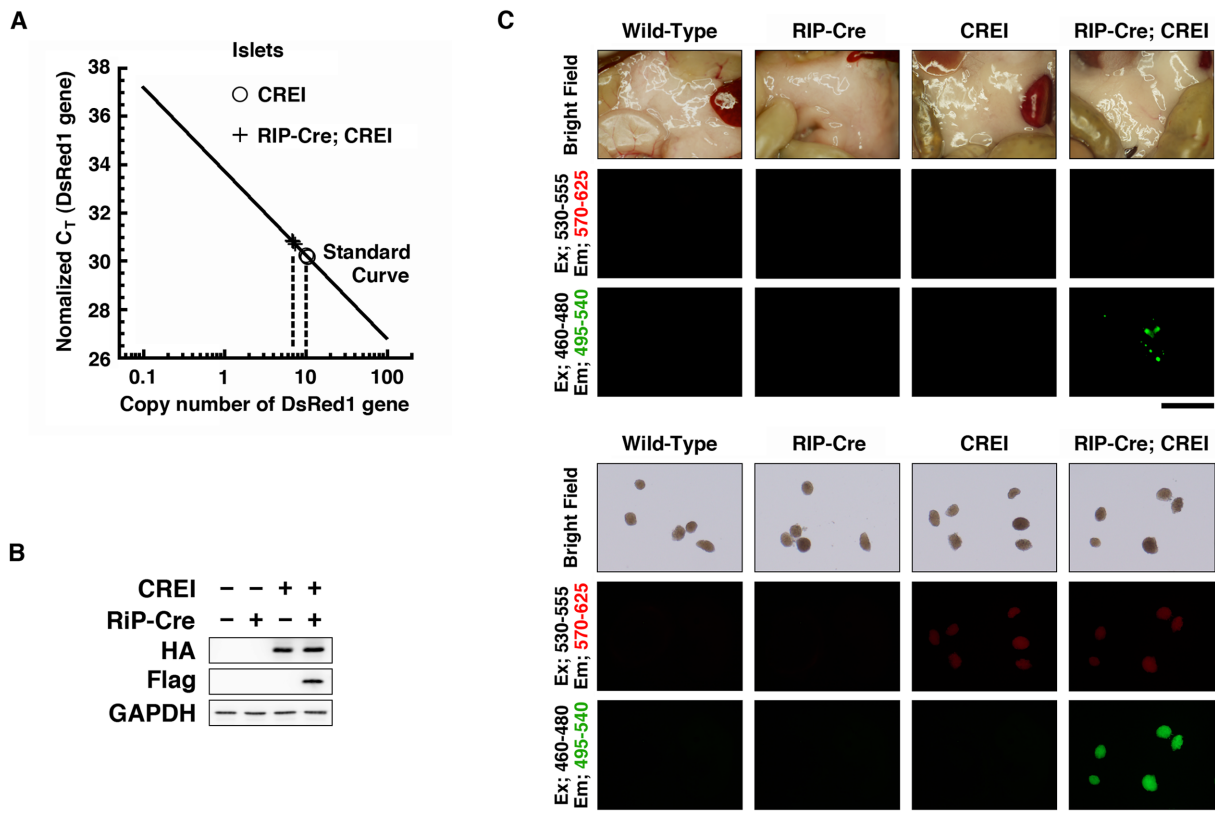 A
Islets
CREI
RIP-Cre; CREI
Nomalized CT (DsRed1 gene)
38
36
34
32
30
28
26
Standard
Curve
0.1
1
10
100
Copy number of DsRed1 gene
B
CREI – – + +
RiP-Cre – + – +
HA
Flag
GAPDH
C
Wild-Type
RIP-Cre
CREI
RIP-Cre; CREI
Bright Field
Ex; 530-555
Em; 570-625
Ex; 460-480
Em; 495-540
Wild-Type
RIP-Cre
CREI
RIP-Cre; CREI
Bright Field
Ex; 530-555
Em; 570-625
Ex; 460-480
Em; 495-540